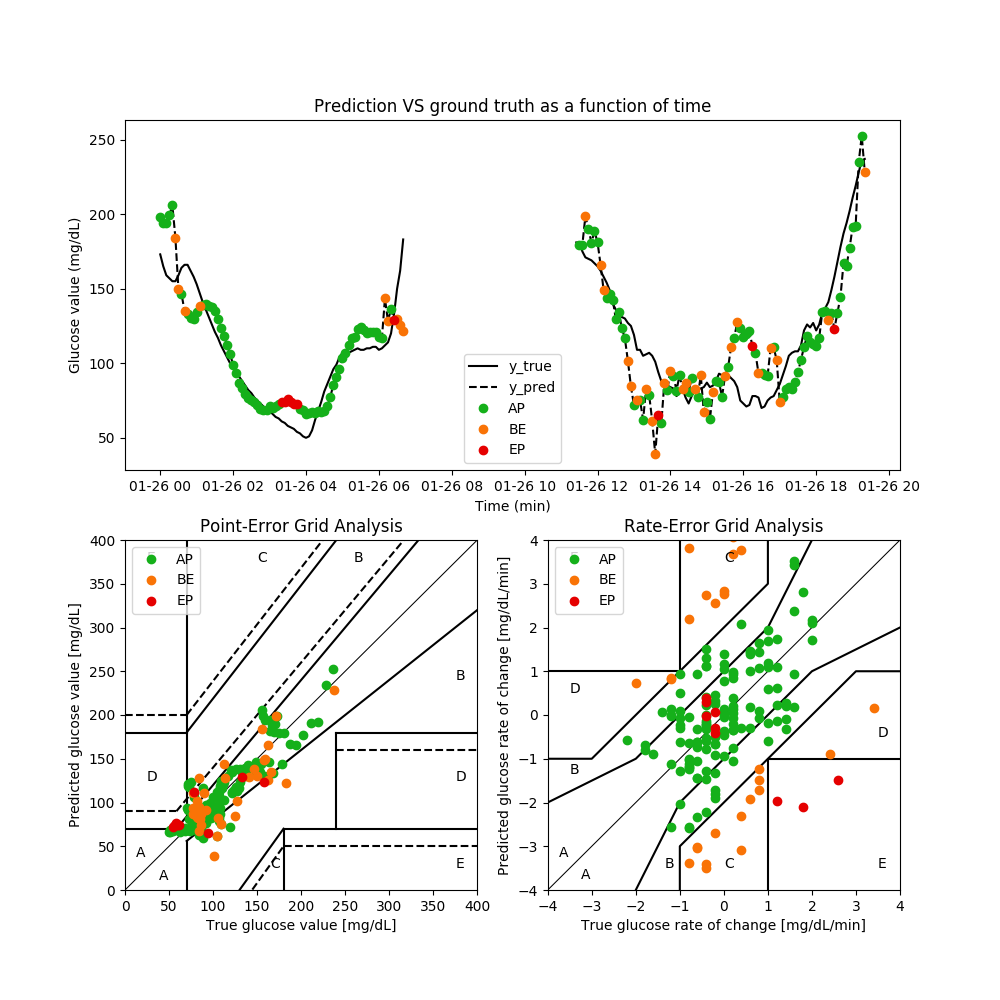 Prediction VS ground truth as a function of time
Glucose value (mg/dL)
250
200
150
100
50
y_true
y_pred
AP
BE
EP
01-26 00
01-26 02
01-26 04
01-26 06
01-26 08
01-26 10
01-26 12
01-26 14
01-26 16
01-26 18
01-26 20
Time (min)
Point-Error Grid Analysis
Predicted glucose value [mg/dL]
400
350
300
250
200
150
100
50
0
AP
BE
EP
C
B
B
D
D
A
A
C
E
0
50
100
150
200
250
300
350
400
True glucose value [mg/dL]
Rate-Error Grid Analysis
Predicted glucose rate of change [mg/dL/min]
4
3
2
1
0
−1
−2
−3
−4
AP
BE
EP
C
D
D
B
A
A
B
C
E
−4
−3
−2
−1
0
1
2
3
4
True glucose rate of change [mg/dL/min]